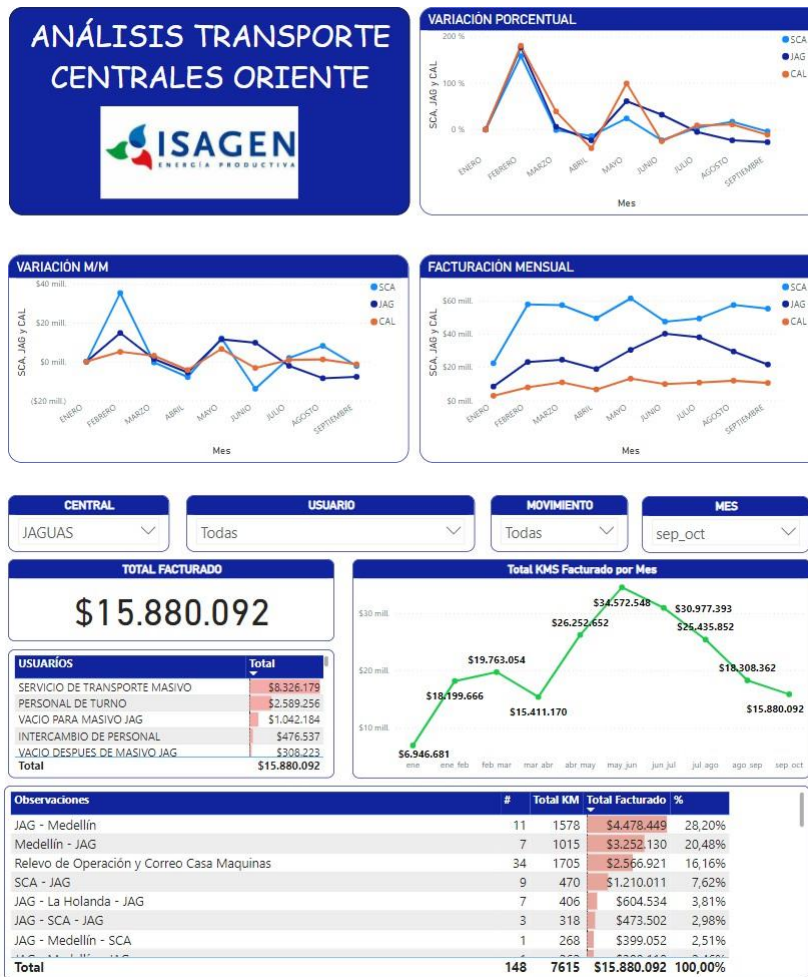 ANÁLISIS TRANSPORTE
CENTRALES ORIENTE
ISAGEN
ENERGÍA PRODUCTIVA
VARIACIÓN PORCENTUAL
SCA, JAG y CAL
200 %
100 %
0 %
SCA
JAG
CAL
ENERO FEBRERO MARZO ABRIL MAYO JUNIO JULIO AGOSTO SEPTIEMBRE
Mes
VARIACIÓN M/M
SCA, JAG y CAL
$40 mill.
$20 mill.
$0 mill.
($20 mill.)
SCA
JAG
CAL
ENERO FEBRERO MARZO ABRIL MAYO JUNIO JULIO AGOSTO SEPTIEMBRE
Mes
FACTURACIÓN MENSUAL
SCA, JAG y CAL
$60 mill.
$40 mill.
$20 mill.
$0 mill.
SCA
JAG
CAL
ENERO FEBRERO MARZO ABRIL MAYO JUNIO JULIO AGOSTO SEPTIEMBRE
Mes
CENTRAL
JAGUAS
USUARIO
Todas
MOVIMIENTO
Todas
MES
sep_oct
TOTAL FACTURADO
$15.880.092
USUARÍOS Total
SERVICIO DE TRANSPORTE MASIVO $8.326.179
PERSONAL DE TURNO $2.589.256
VACIO PARA MASIVO JAG $1.042.184
INTERCAMBIO DE PERSONAL $476.537
VACIO DESPUES DE MASIVO JAG $308.223
Total $15.880.092
Total KMS Facturado por Mes
$30 mill.
$20 mill.
$10 mill.
$6.946.681
$18.199.666
$19.763.054
$15.411.170
$26.252.652
$34.572.548
$30.977.393
$25.435.852
$18.308.362
$15.880.092
ene ene feb feb mar mar abr abr may may jun jun jul jul ago ago sep sep oct
Observaciones # Total KM Total Facturado %
JAG - Medellín 11 1578 $4.478.449 28,20%
Medellín - JAG 7 1015 $3.252.130 20,48%
Relevo de Operación y Correo Casa Maquinas 34 1705 $2.566.921 16,16%
SCA - JAG 9 470 $1.210.011 7,62%
JAG - La Holanda - JAG 7 406 $604.534 3,81%
JAG - SCA - JAG 3 318 $473.502 2,98%
JAG - Medellín - SCA 1 268 $399.052 2,51%
Total 148 7615 $15.880.092 100,00%